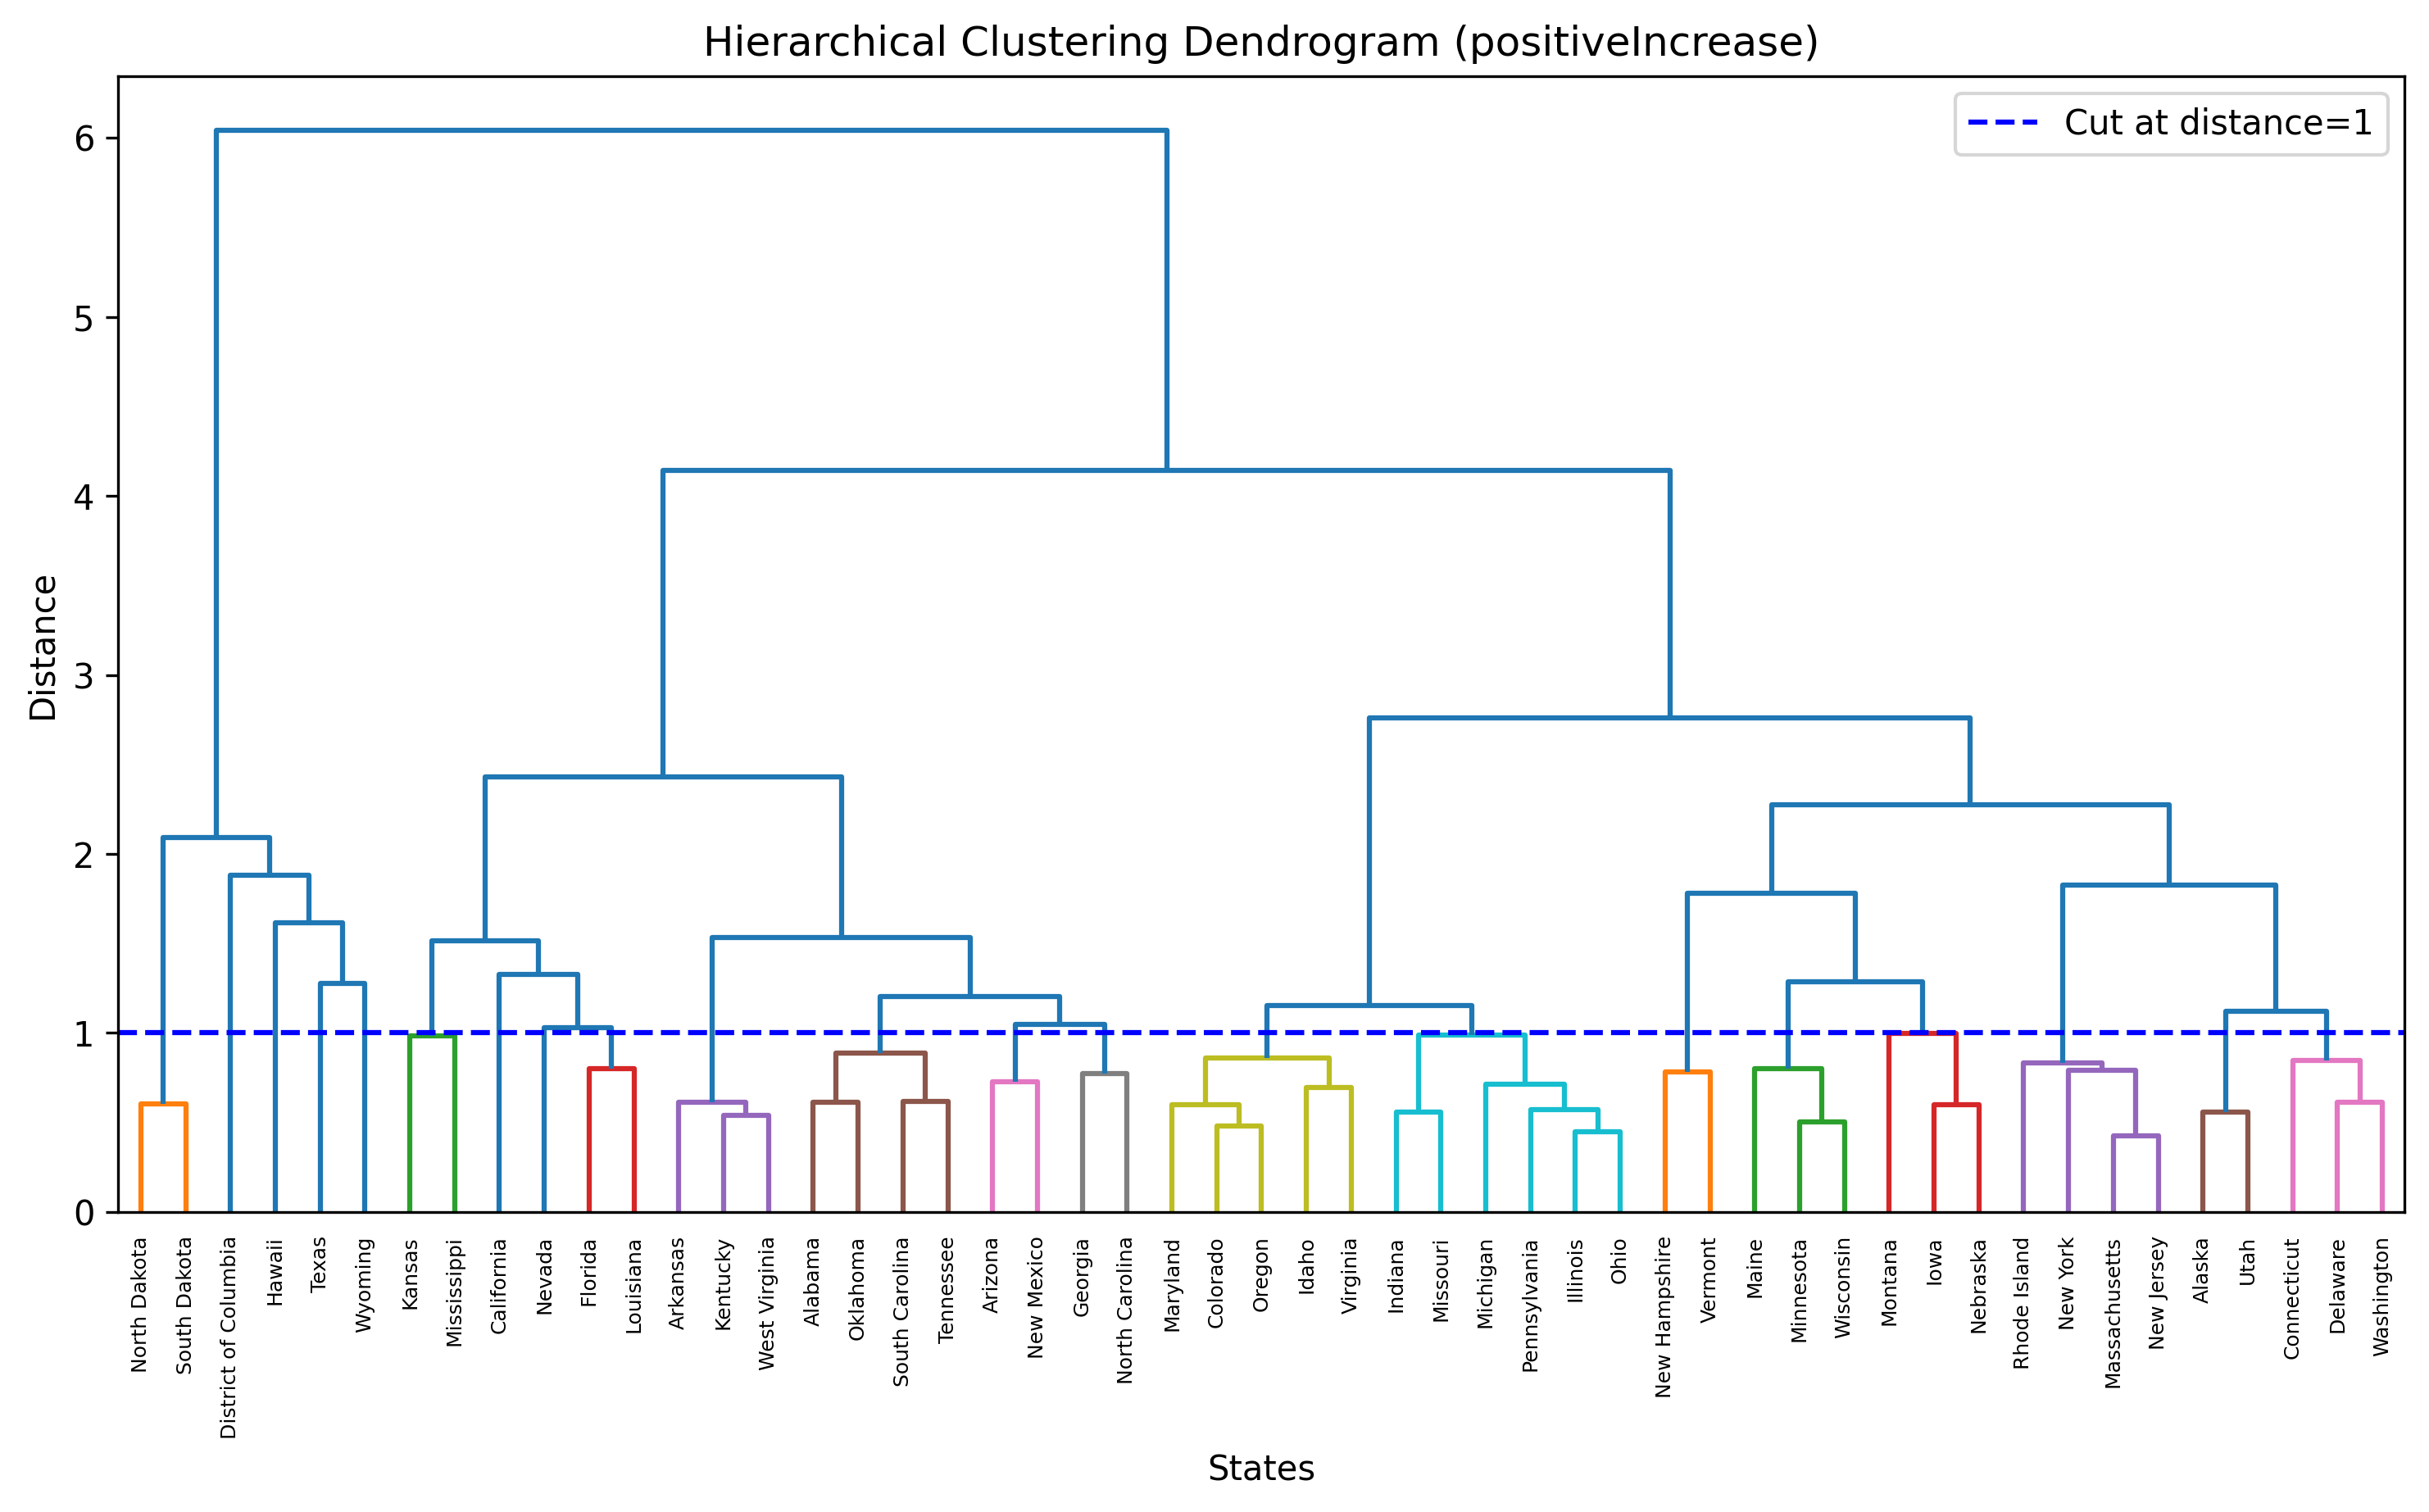 Hierarchical Clustering Dendrogram (positiveIncrease)
Cut at distance=1
Distance
6
5
4
3
2
1
0
North Dakota
South Dakota
District of Columbia
Hawaii
Texas
Wyoming
Kansas
Mississippi
California
Nevada
Florida
Louisiana
Arkansas
Kentucky
West Virginia
Alabama
Oklahoma
South Carolina
Tennessee
Arizona
New Mexico
Georgia
North Carolina
Maryland
Colorado
Oregon
Idaho
Virginia
Indiana
Missouri
Michigan
Pennsylvania
Illinois
Ohio
New Hampshire
Vermont
Maine
Minnesota
Wisconsin
Montana
Iowa
Nebraska
Rhode Island
New York
Massachusetts
New Jersey
Alaska
Utah
Connecticut
Delaware
Washington
States